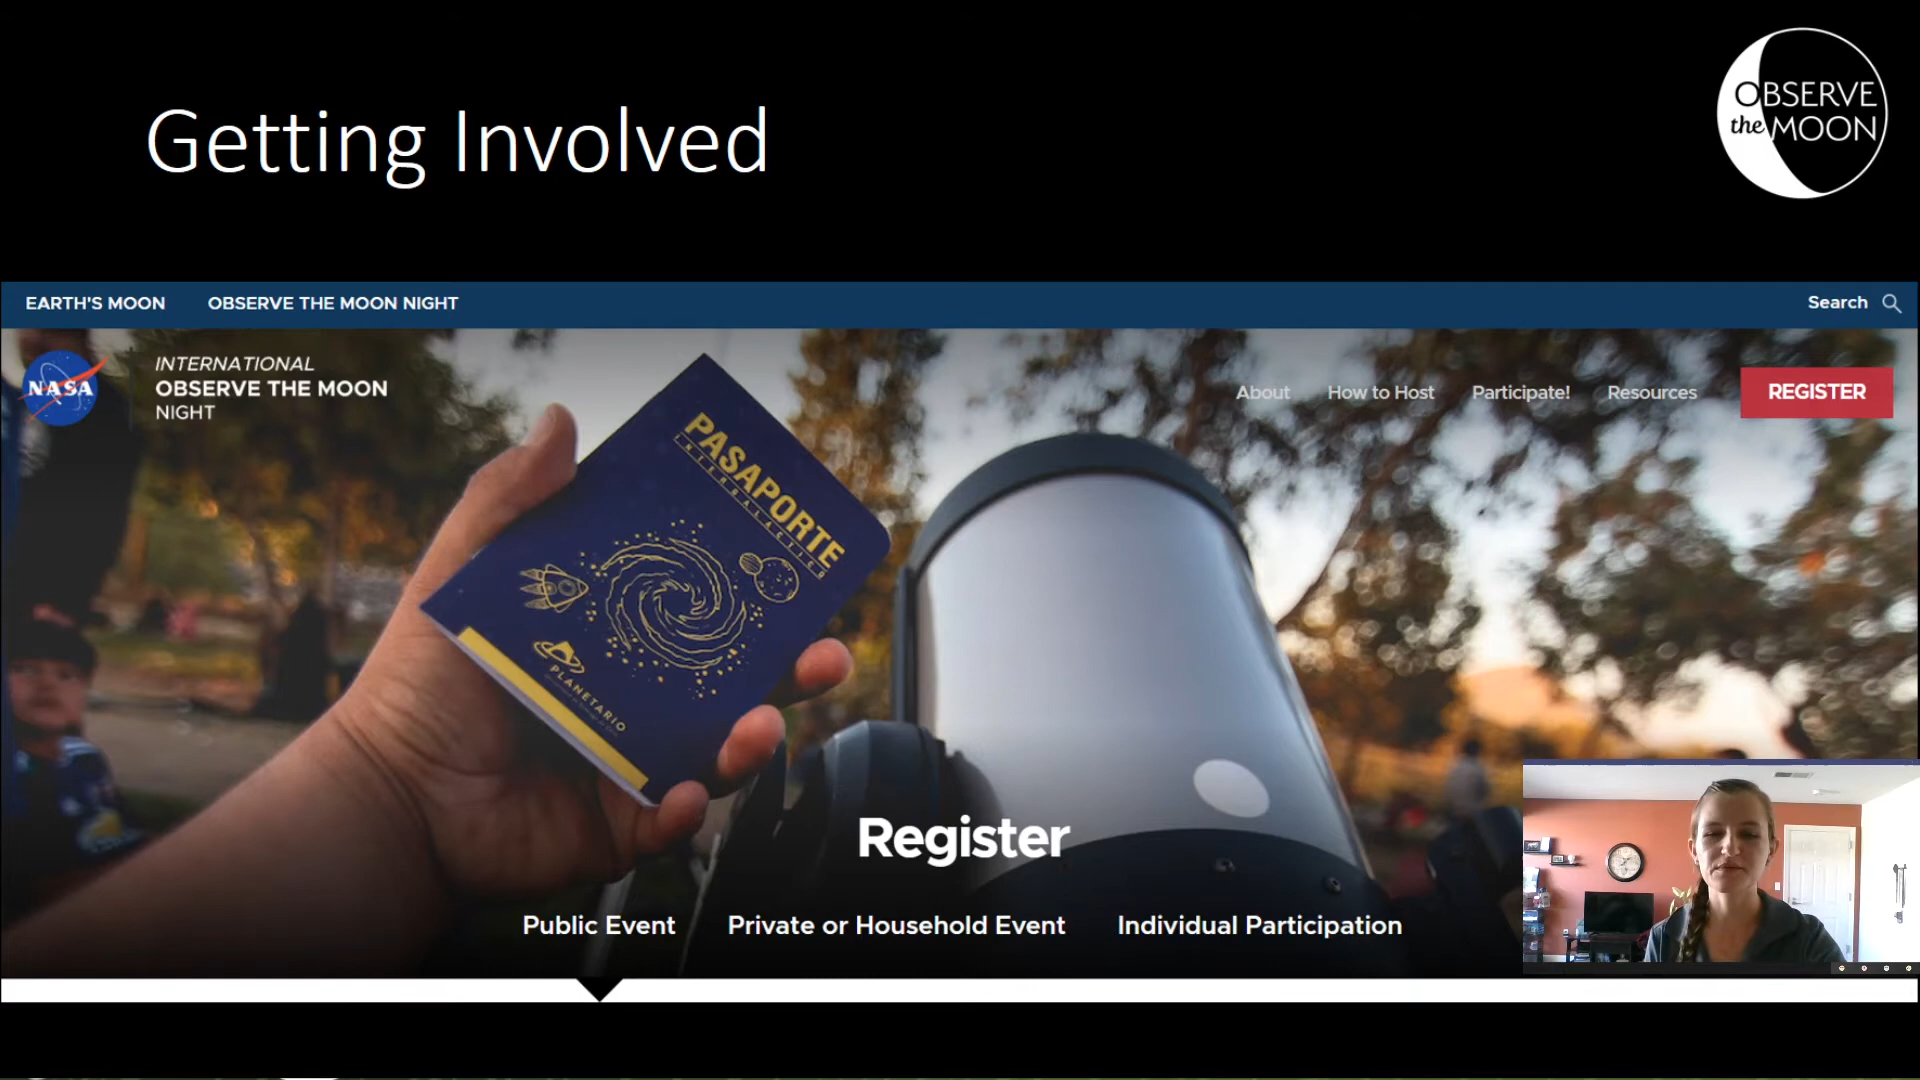 Getting Involved
OBSERVE
the MOON
EARTH'S MOON
OBSERVE THE MOON NIGHT
Search
NASA
INTERNATIONAL
OBSERVE THE MOON
NIGHT
About
How to Host
Participate!
Resources
REGISTER
PASAPORTE
INTERGALACTICO
PLANETARIO
Register
Public Event
Private or Household Event
Individual Participation